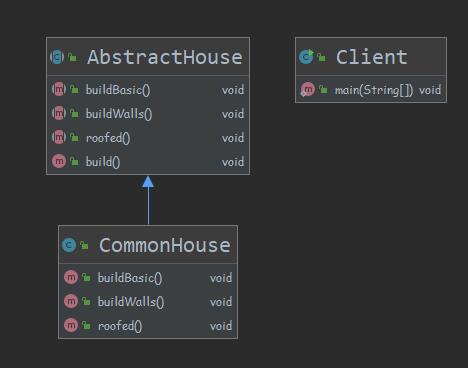 AbstractHouse
buildBasic() void
buildWalls() void
roofed() void
build() void
Client
main(String[]) void
CommonHouse
buildBasic() void
buildWalls() void
roofed() void